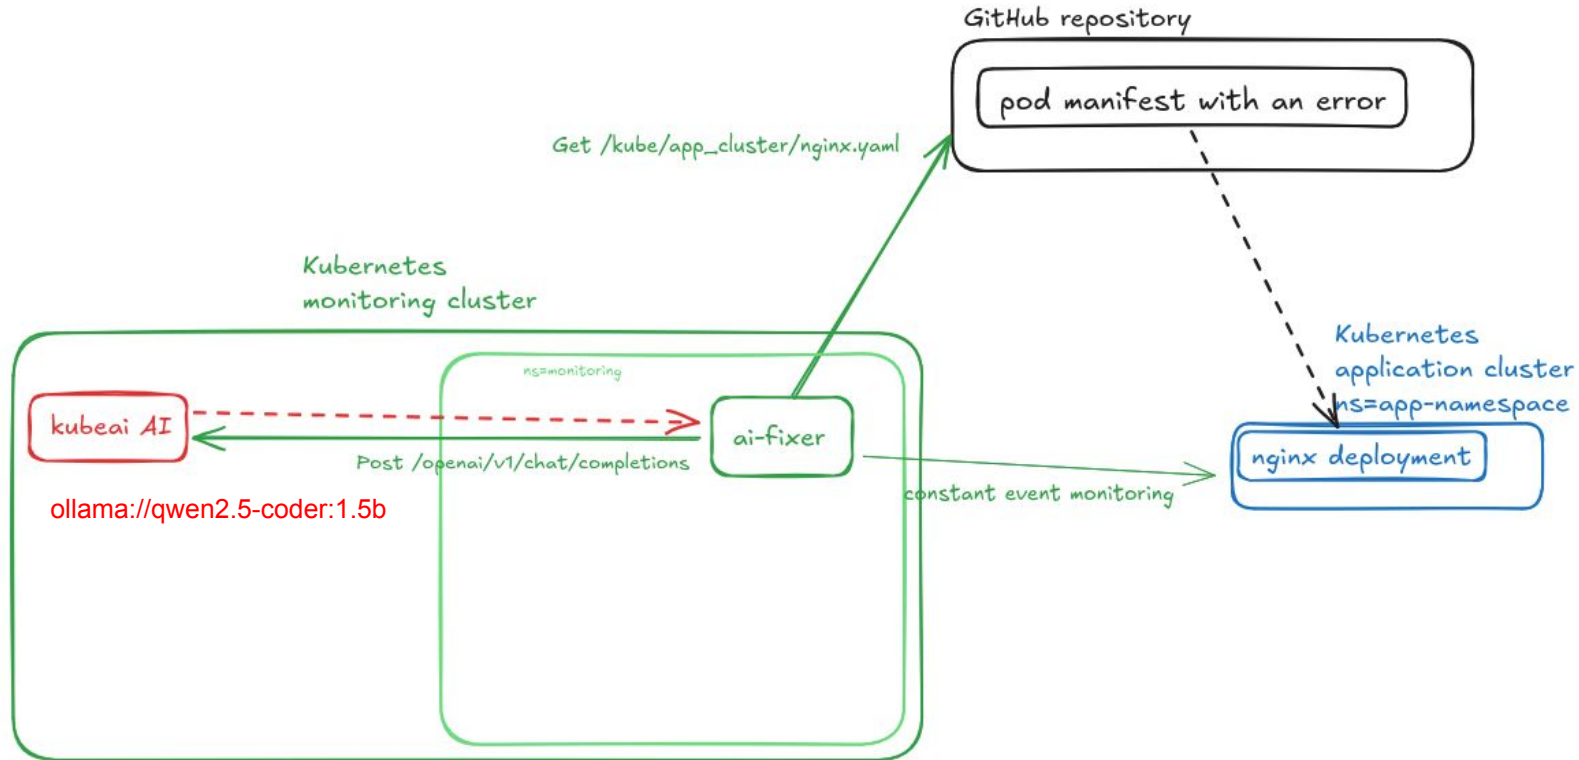 GitHub repository
pod manifest with an error
Get /kube/app_cluster/nginx.yaml
Kubernetes
monitoring cluster
Kubernetes
application cluster
ns=app-namespace
ns=monitoring
kubeai AI
ai-fixer
nginx deployment
Post /openai/v1/chat/completions
constant event monitoring
ollama://qwen2.5-coder:1.5b